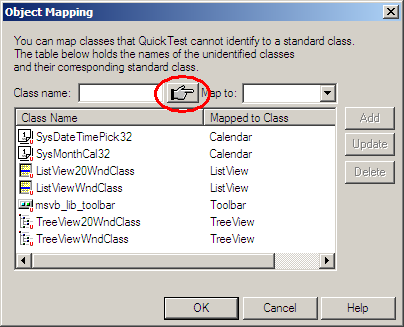 Object Mapping
You can map classes that QuickTest cannot identify to a standard class.
The table below holds the names of the unidentified classes
and their corresponding standard class.
Class name: Map to:
Class Name Mapped to Class Add
SysDateTimePick32 Calendar
SysMonthCal32 Calendar Update
ListView20WndClass ListView
ListViewWndClass ListView Delete
msvb_lib_toolbar Toolbar
TreeView20WndClass TreeView
TreeViewWndClass TreeView
OK Cancel Help